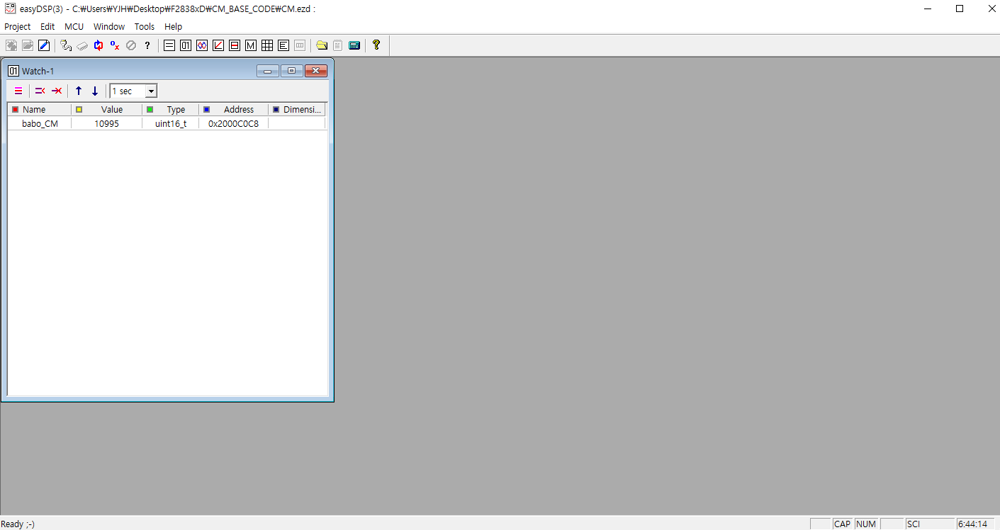 easyDSP(3) - C:₩Users₩YJH₩Desktop₩F2838xD₩CM_BASE_CODE₩CM.ezd :
Project Edit MCU Window Tools Help
Watch-1
1 sec
Name Value Type Address Dimensi...
babo_CM 10995 uint16_t 0x2000C0C8
Ready ;-) CAP NUM SCI 6:44:14